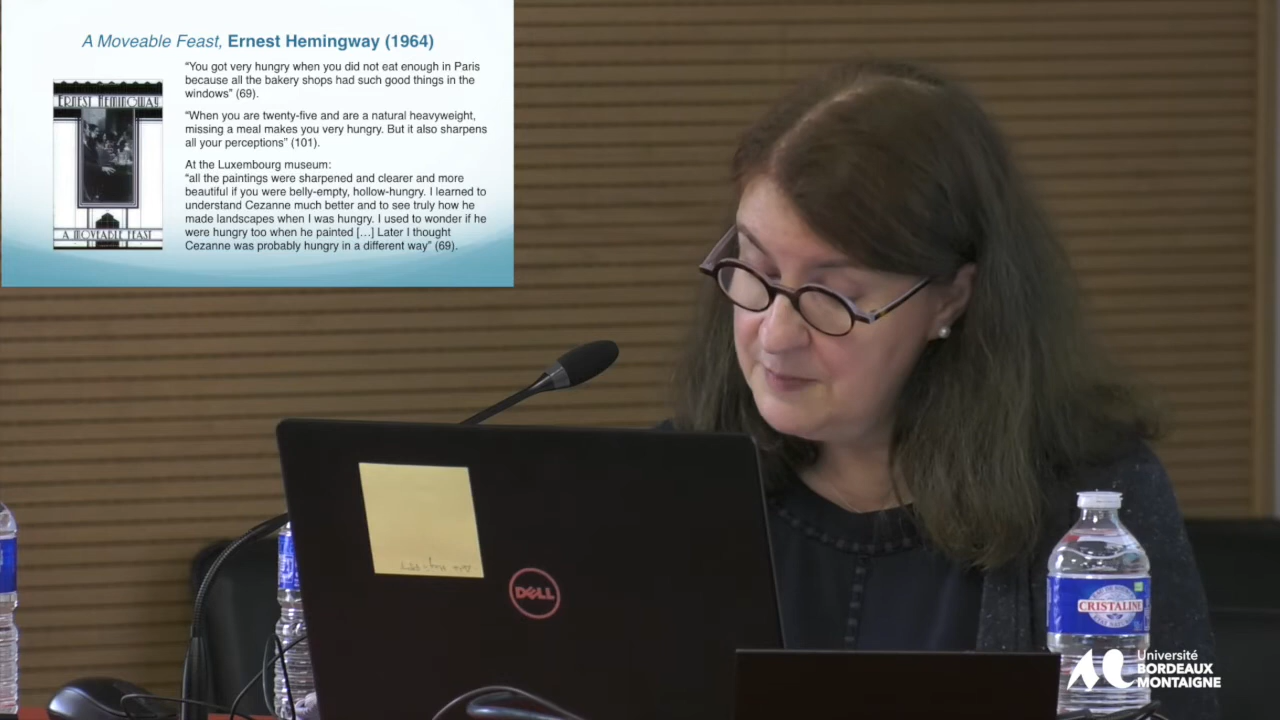 A Moveable Feast, Ernest Hemingway (1964)
“You got very hungry when you did not eat enough in Paris
because all the bakery shops had such good things in the
windows” (69).
“When you are twenty-five and are a natural heavyweight,
missing a meal makes you very hungry. But it also sharpens
all your perceptions” (101).
At the Luxembourg museum:
“all the paintings were sharpened and clearer and more
beautiful if you were belly-empty, hollow-hungry. I learned to
understand Cezanne much better and to see truly how he
made landscapes when I was hungry. I used to wonder if he
were hungry too when he painted […] Later I thought
Cezanne was probably hungry in a different way” (69).
ERNEST HEMINGWAY
A MOVEABLE FEAST
DELL
CRISTALINE
Université
BORDEAUX
MONTAIGNE